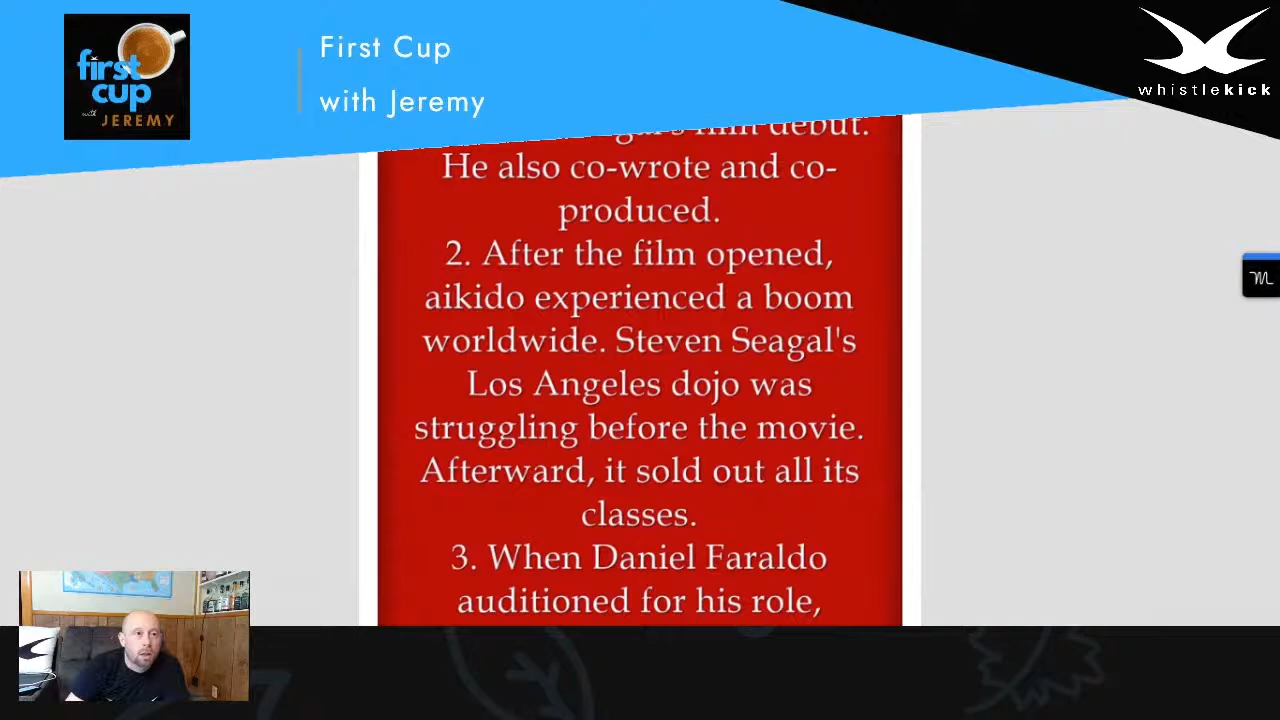 first
cup
with
JEREMY
First Cup
with Jeremy
whistlekick
film debut.
He also co-wrote and co-
produced.
2. After the film opened,
aikido experienced a boom
worldwide. Steven Seagal's
Los Angeles dojo was
struggling before the movie.
Afterward, it sold out all its
classes.
3. When Daniel Faraldo
auditioned for his role,